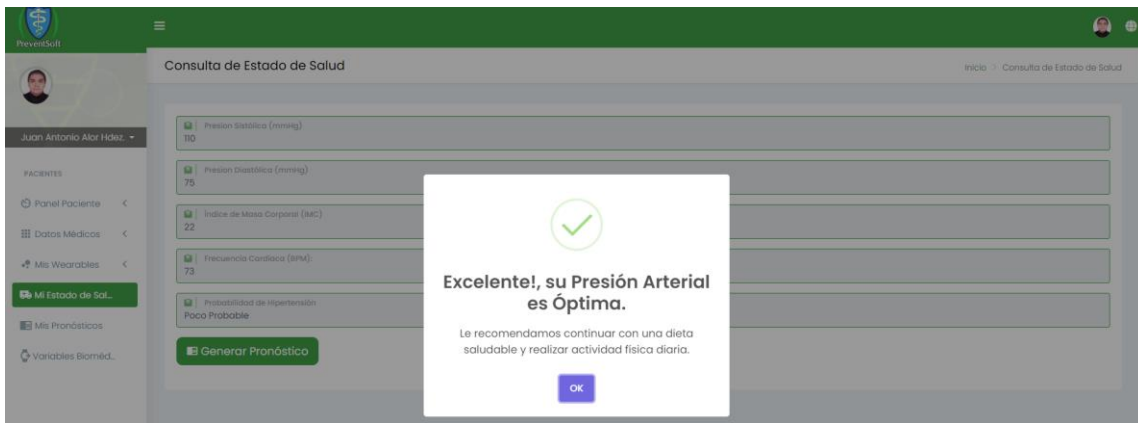 PreventSoft
Consulta de Estado de Salud
Inicio > Consulta de Estado de Salud
Juan Antonio Alor Hdez.
PACIENTES
Panel Paciente
Datos Médicos
Mis Wearables
Mi Estado de Sal...
Mis Pronósticos
Variables Bioméd...
Presion Sistólica (mmHg)
110
Presion Diastólica (mmHg)
75
Índice de Masa Corporal (IMC)
22
Frecuencia Cardiaca (BPM):
73
Probabilidad de Hipertensión
Poco Probable
Generar Pronóstico
Excelente!, su Presión Arterial
es Óptima.
Le recomendamos continuar con una dieta
saludable y realizar actividad física diaria.
OK